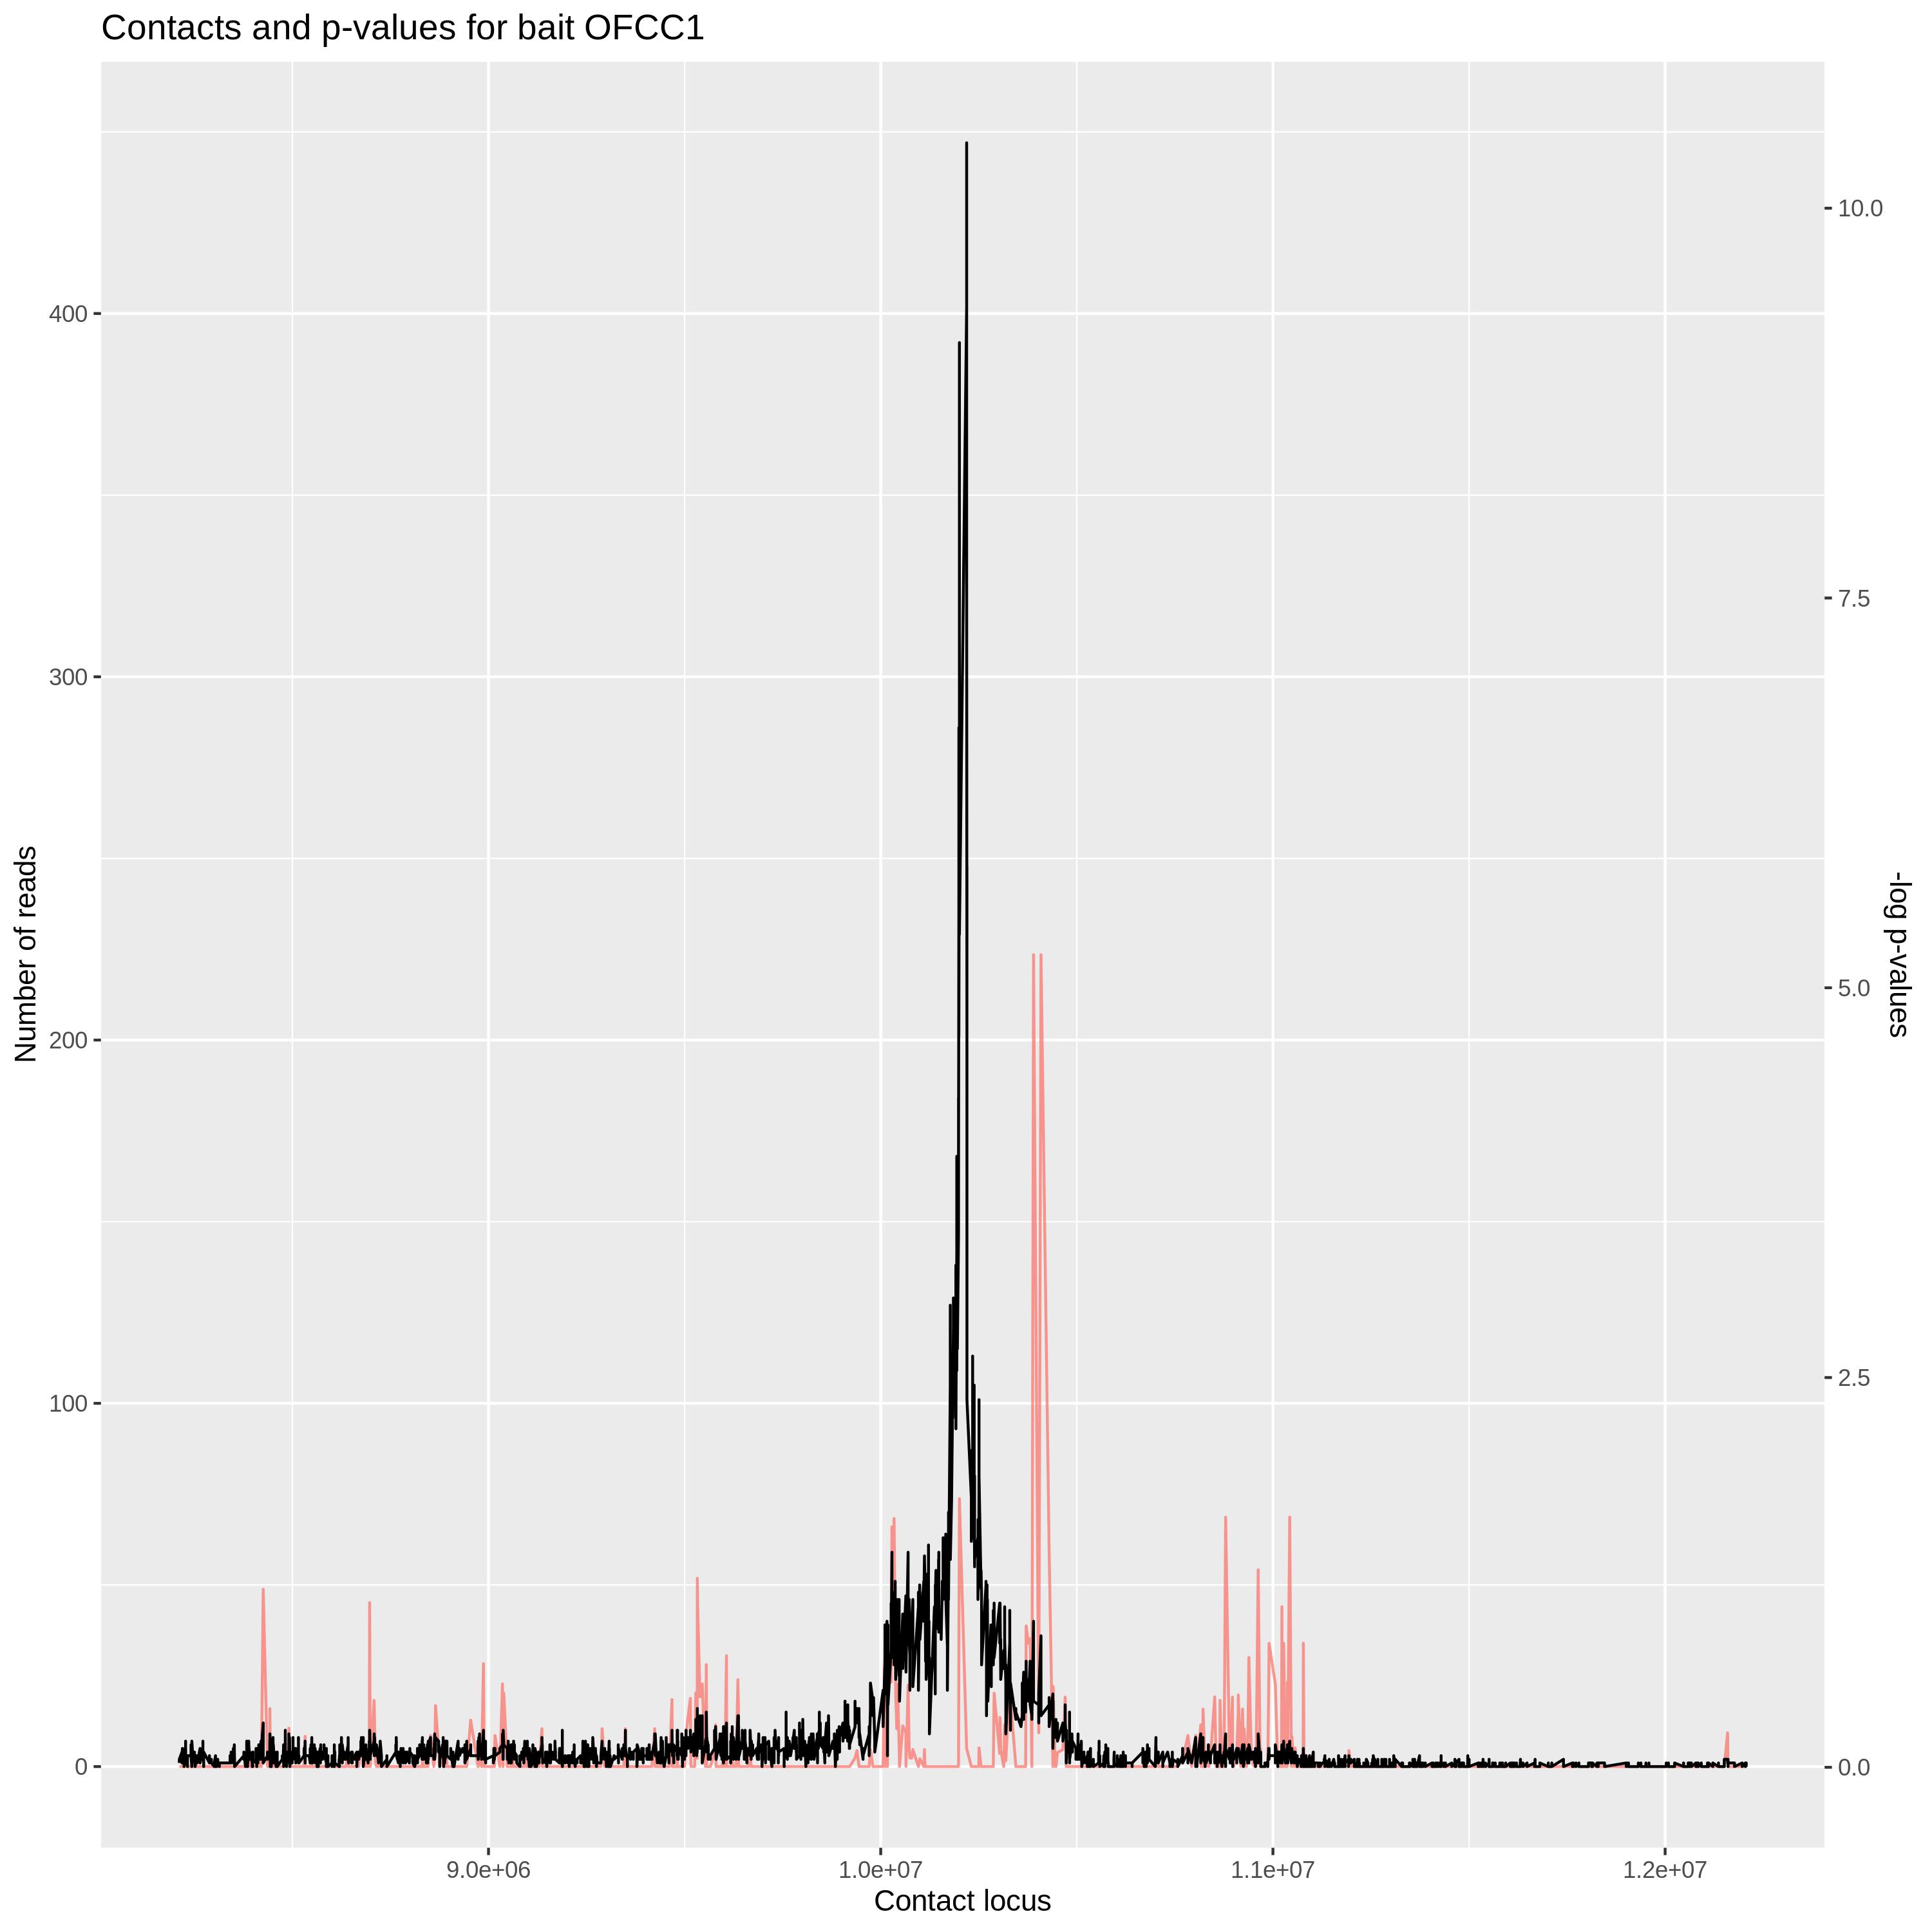 Contacts and p-values for bait OFCC1
Number of reads
400
300
200
100
0
10.0
7.5
5.0
2.5
0.0
-log p-values
9.0e+06
1.0e+07
1.1e+07
1.2e+07
Contact locus